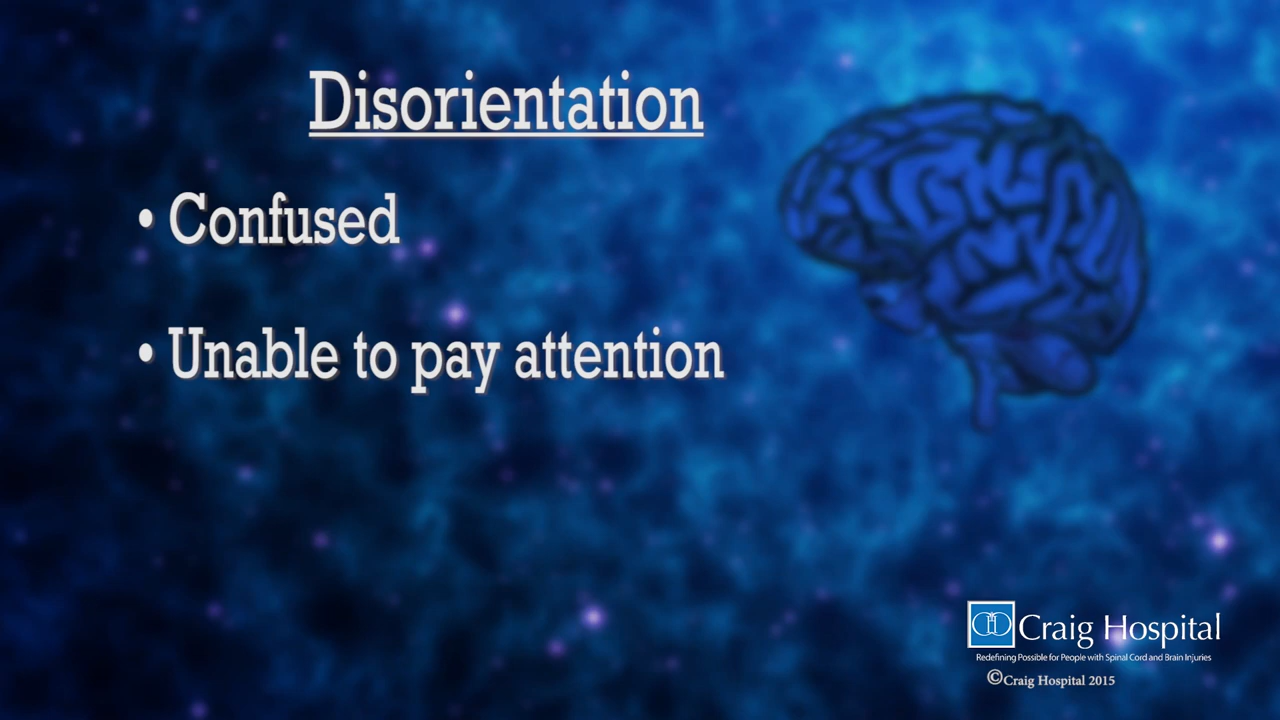 Disorientation
• Confused
• Unable to pay attention
Craig Hospital
Redefining Possible for People with Spinal Cord and Brain Injuries
©Craig Hospital 2015